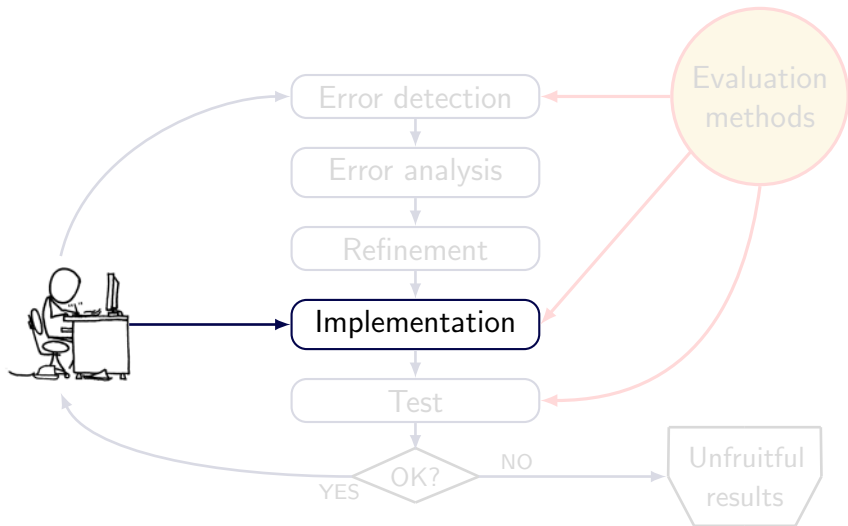 Evaluation
methods
Error detection
Error analysis
Refinement
Implementation
Test
OK?
YES
NO
Unfruitful
results